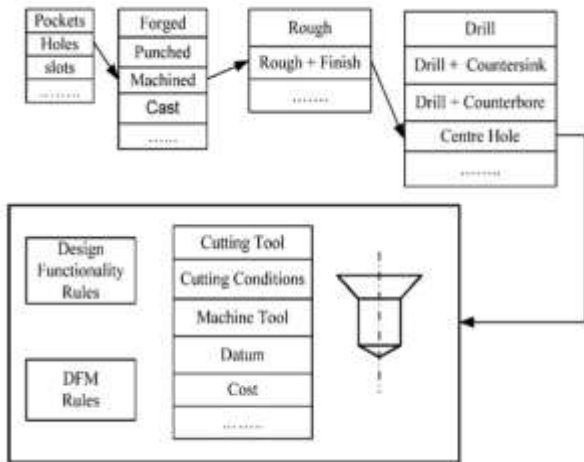 Pockets
Holes
slots
........
Forged
Punched
Machined
Cast
......
Rough
Rough + Finish
.......
Drill
Drill + Countersink
Drill + Counterbore
Centre Hole
........
Design
Functionality
Rules
DFM
Rules
Cutting Tool
Cutting Conditions
Machine Tool
Datum
Cost
........